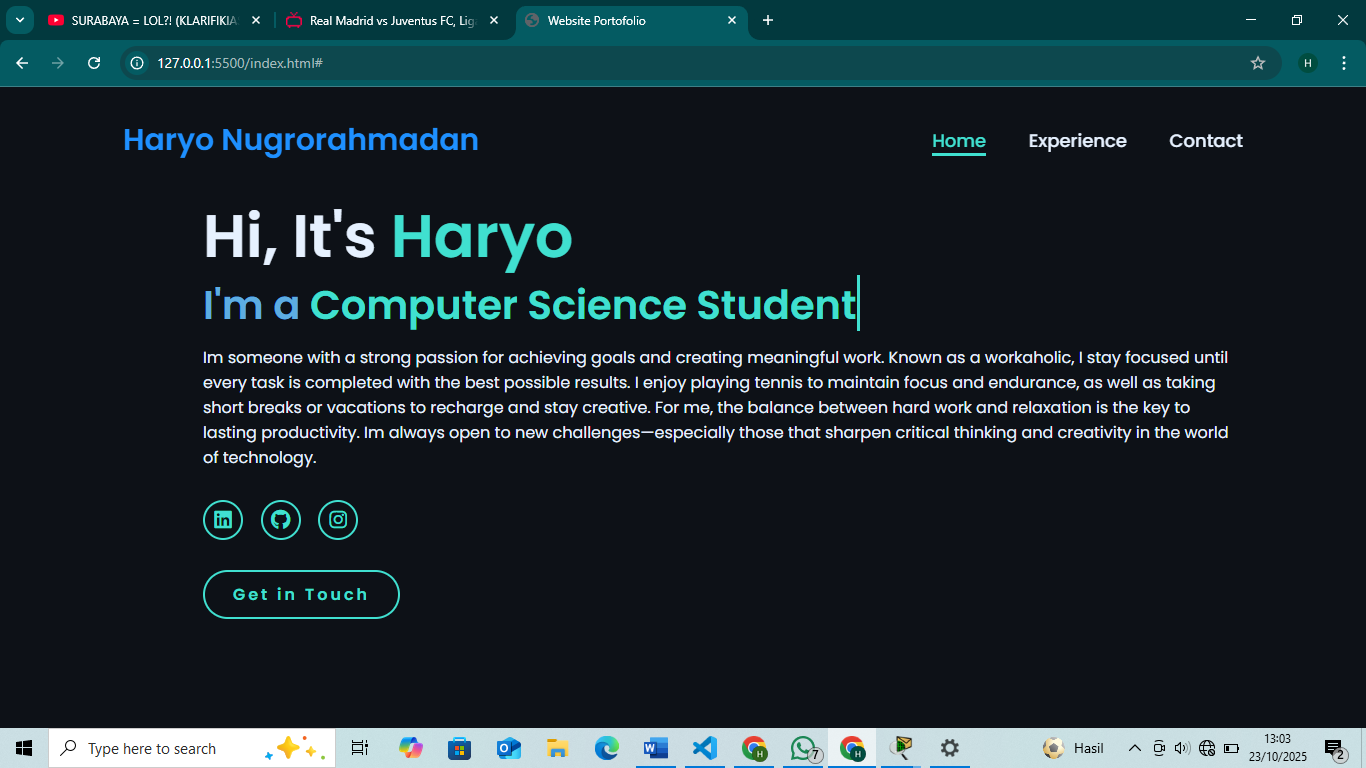 SURABAYA = LOL?! (KLARIFIKIA
Real Madrid vs Juventus FC, Lig
Website Portofolio
127.0.0.1:5500/index.html#
H
Haryo Nugrorahmadan
Home
Experience
Contact
Hi, It's Haryo
I'm a Computer Science Student
Im someone with a strong passion for achieving goals and creating meaningful work. Known as a workaholic, I stay focused until
every task is completed with the best possible results. I enjoy playing tennis to maintain focus and endurance, as well as taking
short breaks or vacations to recharge and stay creative. For me, the balance between hard work and relaxation is the key to
lasting productivity. Im always open to new challenges—especially those that sharpen critical thinking and creativity in the world
of technology.
in
Get in Touch
Type here to search
W
H
7
H
Hasil
13:03
23/10/2025
2